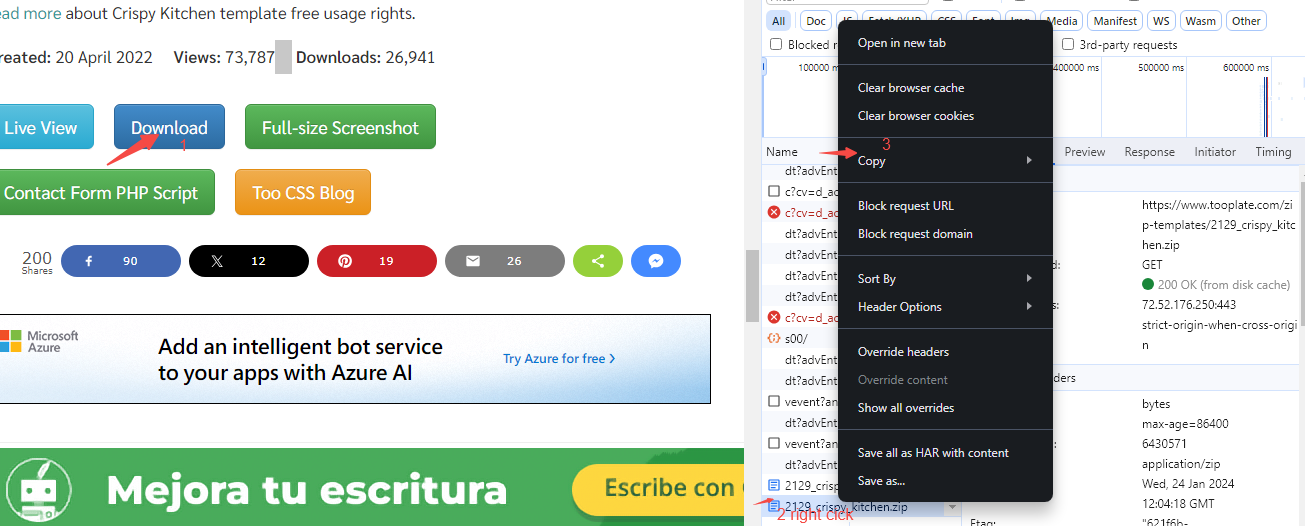 ead more about Crispy Kitchen template free usage rights.
reated: 20 April 2022 Views: 73,787 Downloads: 26,941
Live View
Download
1
Full-size Screenshot
Contact Form PHP Script
Too CSS Blog
200
Shares
90
12
19
26
Microsoft
Azure
Add an intelligent bot service
to your apps with Azure AI
Try Azure for free >
Mejora tu escritura
Escribe con
All
Doc
Media
Manifest
WS
Wasm
Other
Blocked r
3rd-party requests
100000 ms
400000 ms
500000 ms
600000 ms
Name
Preview
Response
Initiator
Timing
dt?advEnt
c?cv=d_ac
c?cv=d_ac
dt?advEnt
dt?advEnt
dt?advEnt
dt?advEnt
c?cv=d_ac
s00/
dt?advEnt
dt?advEnt
vevent?an
dt?advEnt
vevent?an
dt?advEnt
2129_crisp
2129_crispy_kitchen.zip
2 right cick
Open in new tab
Clear browser cache
Clear browser cookies
3
Copy
Block request URL
Block request domain
Sort By
Header Options
Override headers
Override content
Show all overrides
Save all as HAR with content
Save as...
https://www.tooplate.com/zi
p-templates/2129_crispy_kitc
hen.zip
GET
200 OK (from disk cache)
72.52.176.250:443
strict-origin-when-cross-origi
n
ders
bytes
max-age=86400
6430571
application/zip
Wed, 24 Jan 2024
12:04:18 GMT
Etag:
"621f6b-